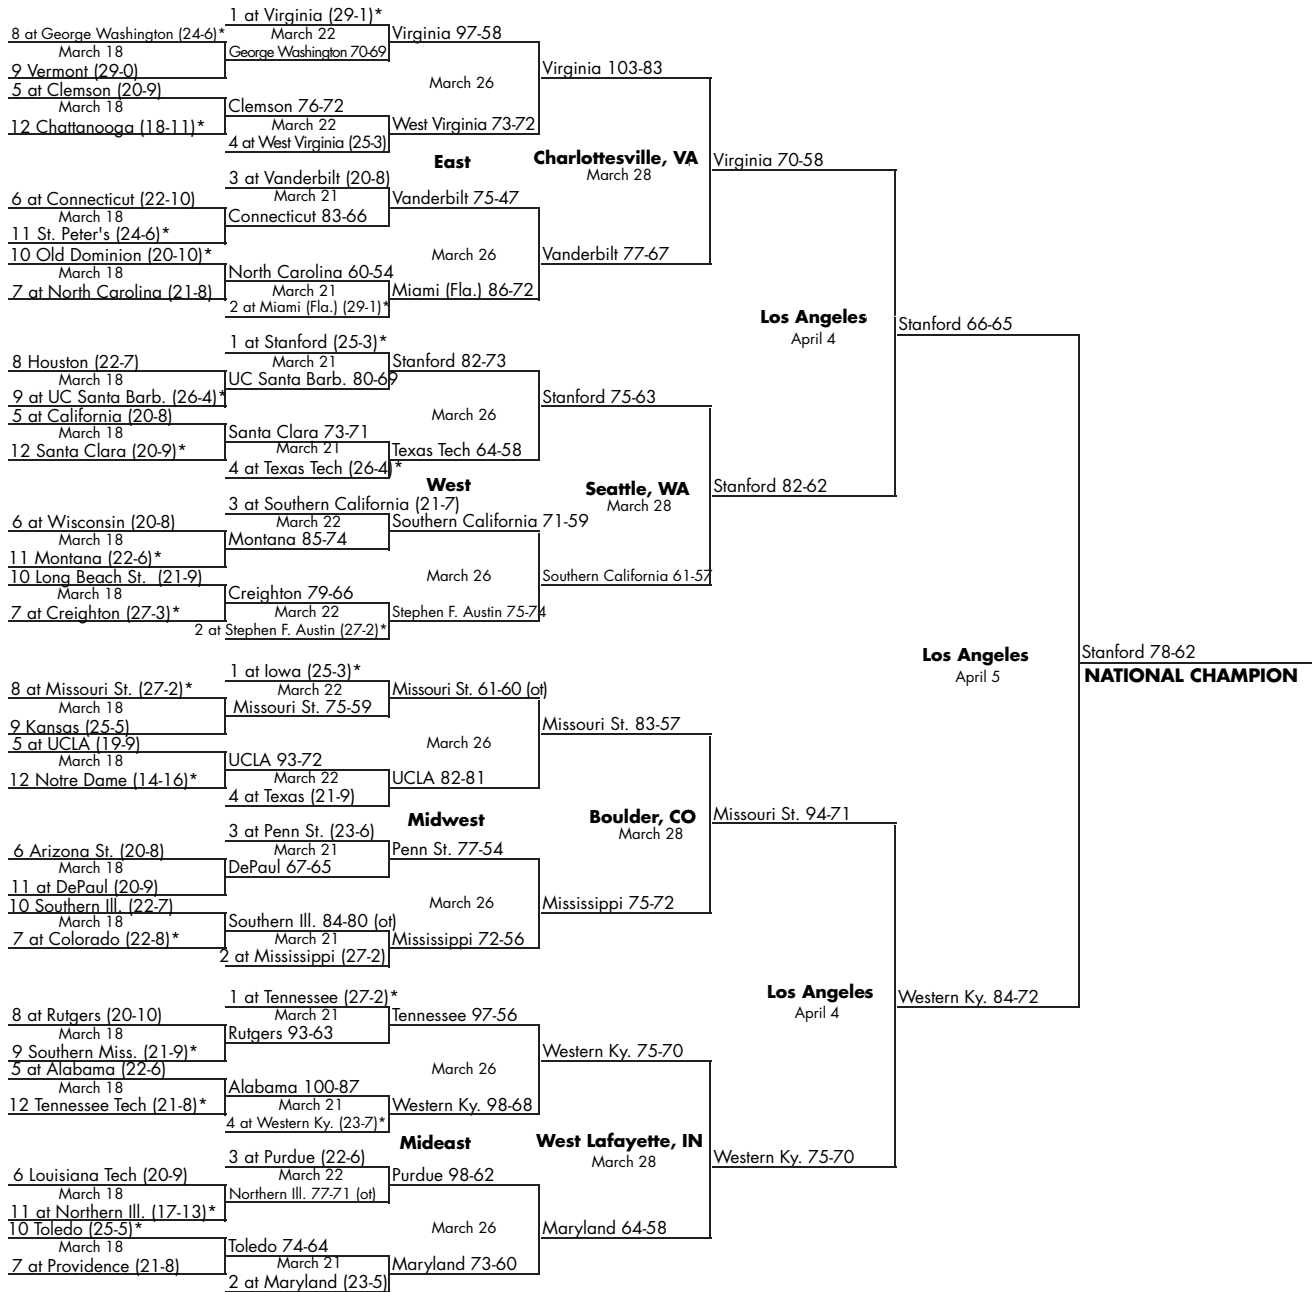 1 at Virginia (29-1)*
8 at George Washington (24-6)*
March 18
9 Vermont (29-0)
March 22
George Washington 70-69
Virginia 97-58
5 at Clemson (20-9)
March 18
12 Chattanooga (18-11)*
Clemson 76-72
March 22
4 at West Virginia (25-3)
West Virginia 73-72
March 26
Virginia 103-83
East
Charlottesville, VA
March 28
Virginia 70-58
3 at Vanderbilt (20-8)
March 21
6 at Connecticut (22-10)
March 18
11 St. Peter's (24-6)*
Connecticut 83-66
Vanderbilt 75-47
10 Old Dominion (20-10)*
March 18
7 at North Carolina (21-8)
North Carolina 60-54
March 21
2 at Miami (Fla.) (29-1)*
Miami (Fla.) 86-72
March 26
Vanderbilt 77-67
Los Angeles
April 4
Stanford 66-65
1 at Stanford (25-3)*
8 Houston (22-7)
March 18
9 at UC Santa Barb. (26-4)*
March 21
UC Santa Barb. 80-69
Stanford 82-73
5 at California (20-8)
March 18
12 Santa Clara (20-9)*
Santa Clara 73-71
March 21
4 at Texas Tech (26-4)*
Texas Tech 64-58
March 26
Stanford 75-63
West
Seattle, WA
March 28
Stanford 82-62
3 at Southern California (21-7)
March 22
6 at Wisconsin (20-8)
March 18
11 Montana (22-6)*
Montana 85-74
Southern California 71-59
10 Long Beach St. (21-9)
March 18
7 at Creighton (27-3)*
Creighton 79-66
March 22
2 at Stephen F. Austin (27-2)*
Stephen F. Austin 75-74
March 26
Southern California 61-57
Los Angeles
April 5
Stanford 78-62
NATIONAL CHAMPION
1 at Iowa (25-3)*
8 at Missouri St. (27-2)*
March 18
9 Kansas (25-5)
March 22
Missouri St. 75-59
Missouri St. 61-60 (ot)
5 at UCLA (19-9)
March 18
12 Notre Dame (14-16)*
UCLA 93-72
March 22
4 at Texas (21-9)
UCLA 82-81
March 26
Missouri St. 83-57
Midwest
Boulder, CO
March 28
Missouri St. 94-71
3 at Penn St. (23-6)
March 21
6 Arizona St. (20-8)
March 18
11 at DePaul (20-9)
DePaul 67-65
Penn St. 77-54
10 Southern Ill. (22-7)
March 18
7 at Colorado (22-8)*
Southern Ill. 84-80 (ot)
March 21
2 at Mississippi (27-2)
Mississippi 72-56
March 26
Mississippi 75-72
Los Angeles
April 4
Western Ky. 84-72
1 at Tennessee (27-2)*
8 at Rutgers (20-10)
March 18
9 Southern Miss. (21-9)*
March 21
Rutgers 93-63
Tennessee 97-56
5 at Alabama (22-6)
March 18
12 Tennessee Tech (21-8)*
Alabama 100-87
March 21
4 at Western Ky. (23-7)*
Western Ky. 98-68
March 26
Western Ky. 75-70
Mideast
West Lafayette, IN
March 28
Western Ky. 75-70
3 at Purdue (22-6)
March 22
6 Louisiana Tech (20-9)
March 18
11 at Northern Ill. (17-13)*
Northern Ill. 77-71 (ot)
Purdue 98-62
10 Toledo (25-5)*
March 18
7 at Providence (21-8)
Toledo 74-64
March 21
2 at Maryland (23-5)
Maryland 73-60
March 26
Maryland 64-58